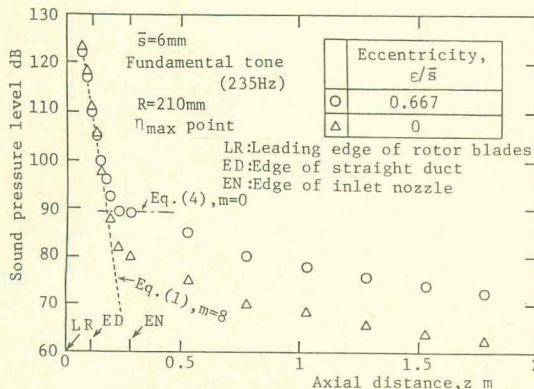 130
s̄=6mm
Fundamental tone
(235Hz)
R=210mm
ηmax point
Eccentricity,
ε/s̄
○ 0.667
△ 0
LR:Leading edge of rotor blades
ED:Edge of straight duct
EN:Edge of inlet nozzle
Sound pressure level dB
120
110
100
90
80
70
60
Eq.(4),m=0
Eq.(1),m=8
LR
ED
EN
0
0.5
1
1.5
2
Axial distance,z m